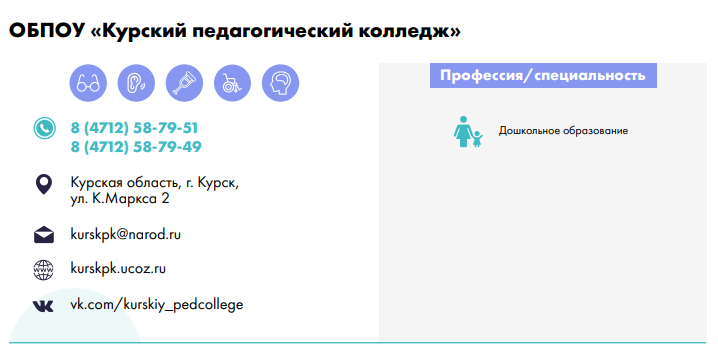 ОБПОУ «Курский педагогический колледж»
8 (4712) 58-79-51
8 (4712) 58-79-49
Курская область, г. Курск,
ул. К.Маркса 2
kurskpk@narod.ru
kurskpk.ucoz.ru
vk.com/kurskiy_pedcollege
Профессия/специальность
Дошкольное образование